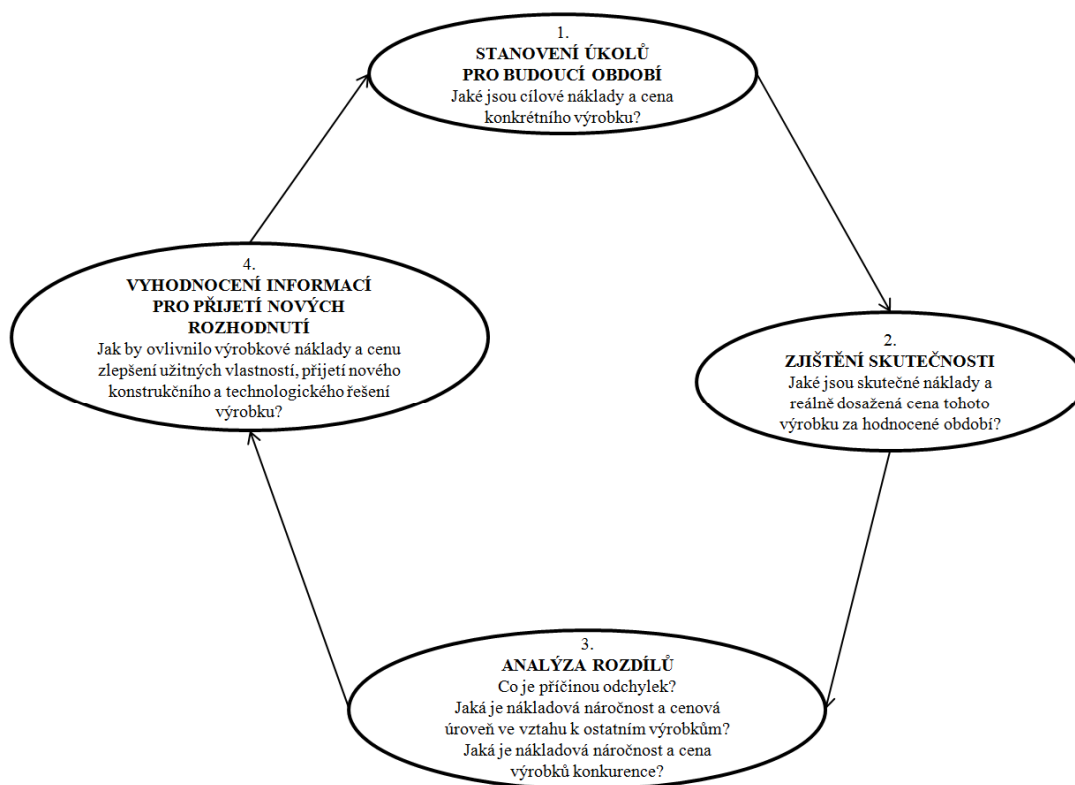 1.
STANOVENÍ ÚKOLŮ
PRO BUDOUCÍ OBDOBÍ
Jaké jsou cílové náklady a cena
konkrétního výrobku?
2.
ZJIŠTĚNÍ SKUTEČNOSTI
Jaké jsou skutečné náklady a
reálně dosažená cena tohoto
výrobku za hodnocené období?
3.
ANALÝZA ROZDÍLŮ
Co je příčinou odchylek?
Jaká je nákladová náročnost a cenová
úroveň ve vztahu k ostatním výrobkům?
Jaká je nákladová náročnost a cena
výrobků konkurence?
4.
VYHODNOCENÍ INFORMACÍ
PRO PŘIJETÍ NOVÝCH
ROZHODNUTÍ
Jak by ovlivnilo výrobkové náklady a cenu
zlepšení užitných vlastností, přijetí nového
konstrukčního a technologického řešení
výrobku?